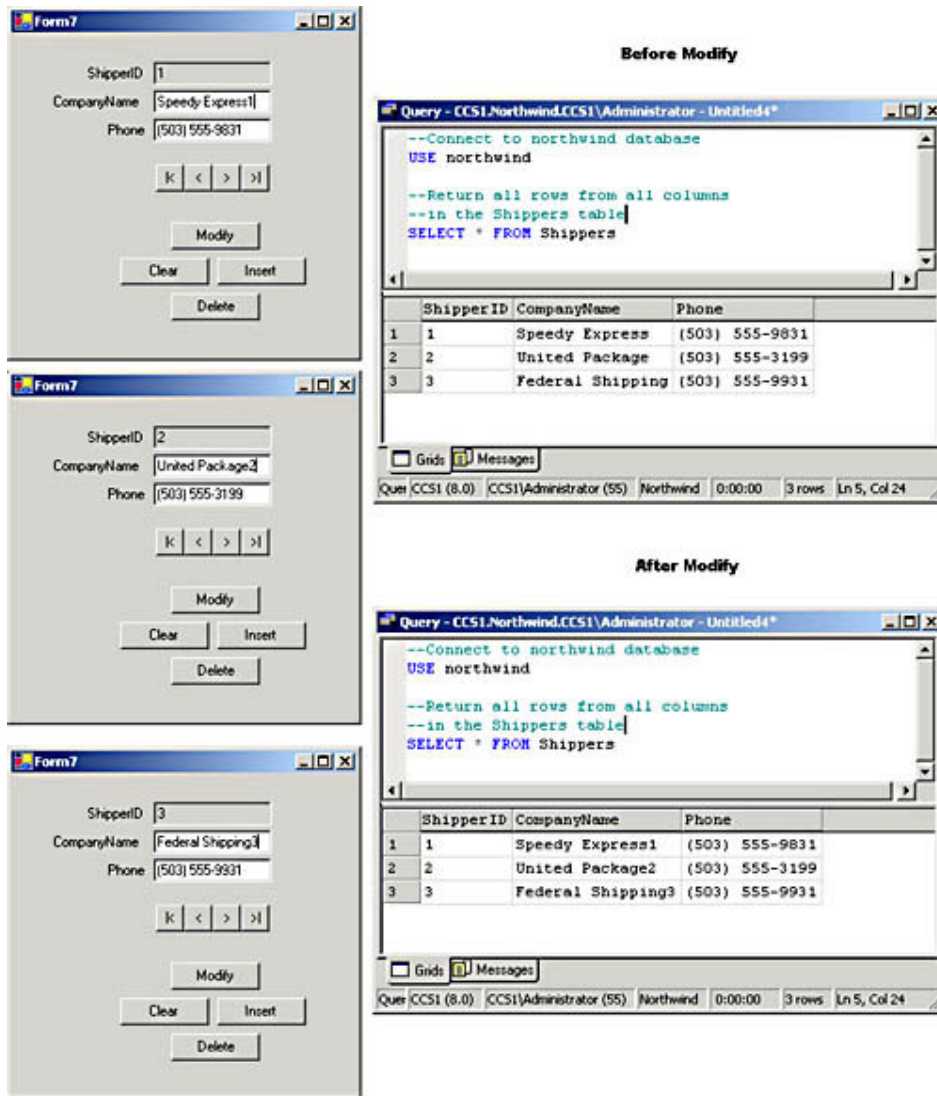 Form7
ShipperID 1
CompanyName Speedy Express1
Phone (503) 555-9831
|< < > >|
Modify
Clear Insert
Delete
Form7
ShipperID 2
CompanyName United Package2
Phone (503) 555-3199
|< < > >|
Modify
Clear Insert
Delete
Form7
ShipperID 3
CompanyName Federal Shipping3
Phone (503) 555-9931
|< < > >|
Modify
Clear Insert
Delete
Before Modify
Query - CCS1.Northwind.CCS1\Administrator - Untitled4*
--Connect to northwind database
USE northwind
--Return all rows from all columns
--in the Shippers table
SELECT * FROM Shippers
ShipperID CompanyName Phone
1 1 Speedy Express (503) 555-9831
2 2 United Package (503) 555-3199
3 3 Federal Shipping (503) 555-9931
Grids Messages
Quer CCS1 (8.0) CCS1\Administrator (55) Northwind 0:00:00 3 rows Ln 5, Col 24
After Modify
Query - CCS1.Northwind.CCS1\Administrator - Untitled4*
--Connect to northwind database
USE northwind
--Return all rows from all columns
--in the Shippers table
SELECT * FROM Shippers
ShipperID CompanyName Phone
1 1 Speedy Express1 (503) 555-9831
2 2 United Package2 (503) 555-3199
3 3 Federal Shipping3 (503) 555-9931
Grids Messages
Quer CCS1 (8.0) CCS1\Administrator (55) Northwind 0:00:00 3 rows Ln 5, Col 24